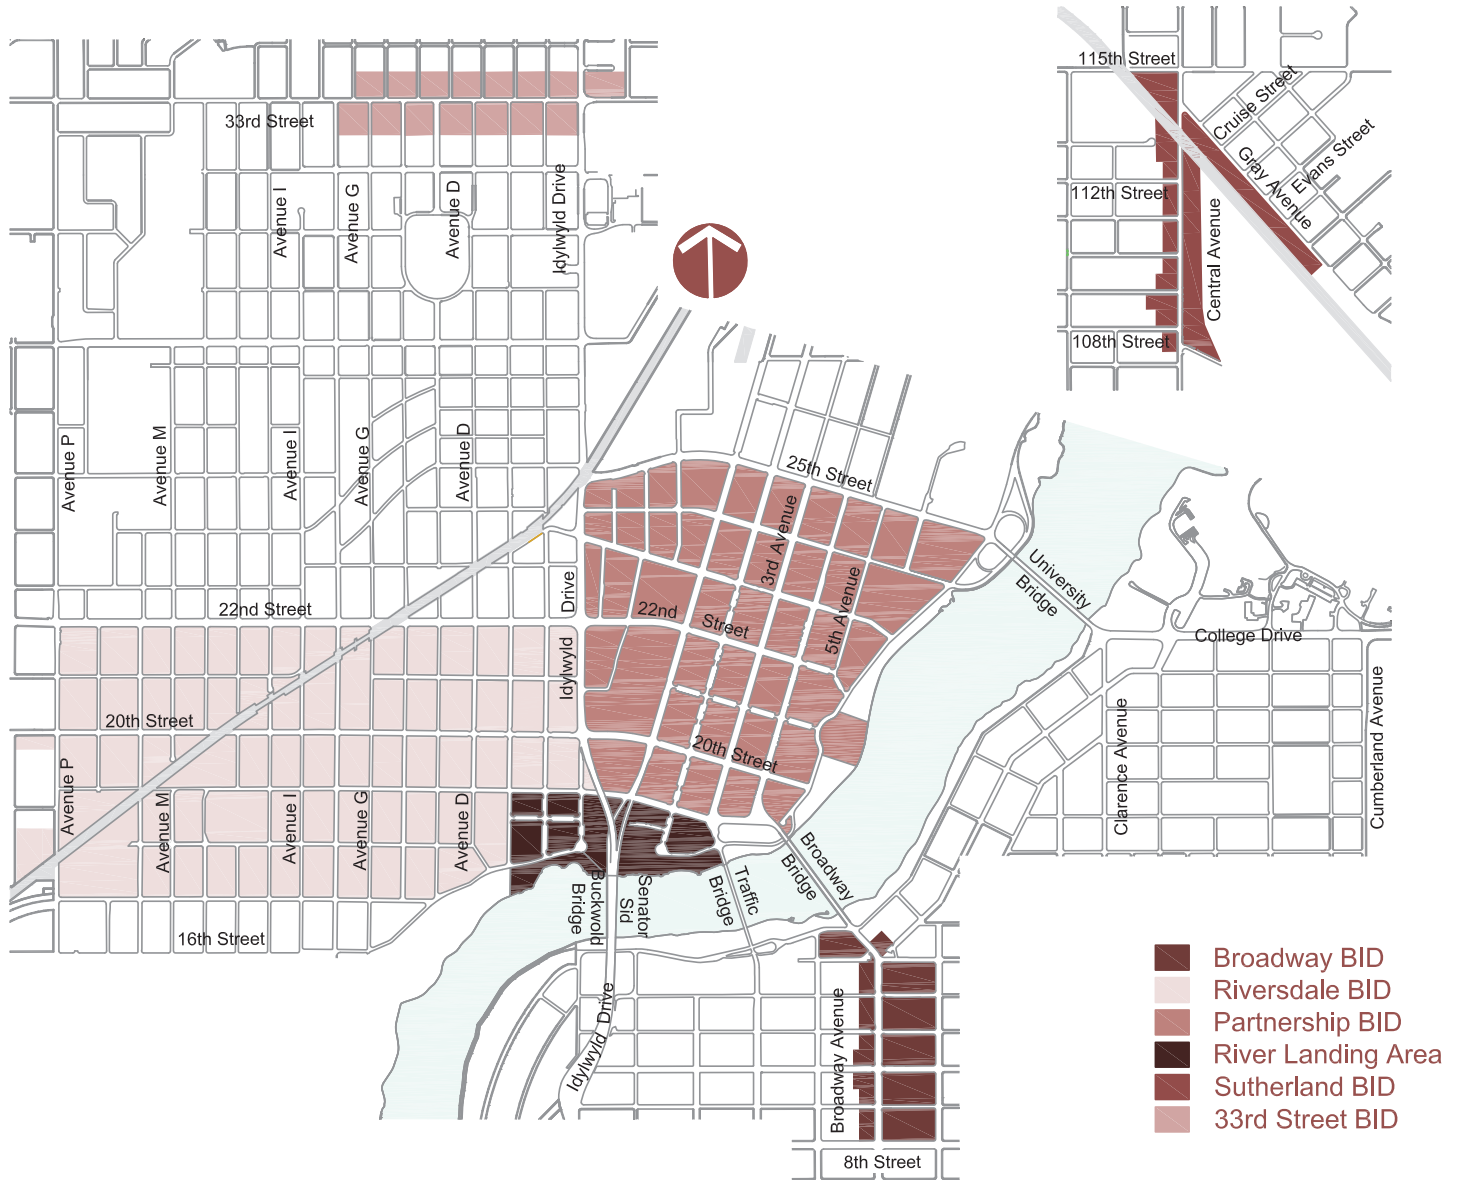 115th Street
Cruise Street
Evans Street
Gray Avenue
112th Street
Central Avenue
108th Street
33rd Street
Avenue I
Avenue G
Avenue D
Idylwyld Drive
Avenue P
Avenue M
Avenue I
Avenue G
Avenue D
25th Street
3rd Avenue
5th Avenue
22nd Street
22nd Street
Idylwyld Drive
University
Bridge
College Drive
20th Street
20th Street
Clarence Avenue
Cumberland Avenue
Avenue P
Avenue M
Avenue I
Avenue G
Avenue D
16th Street
Senator
Sid
Buckwold
Bridge
Traffic
Bridge
Broadway
Bridge
Idylwyld Drive
Broadway Avenue
8th Street
Broadway BID
Riversdale BID
Partnership BID
River Landing Area
Sutherland BID
33rd Street BID